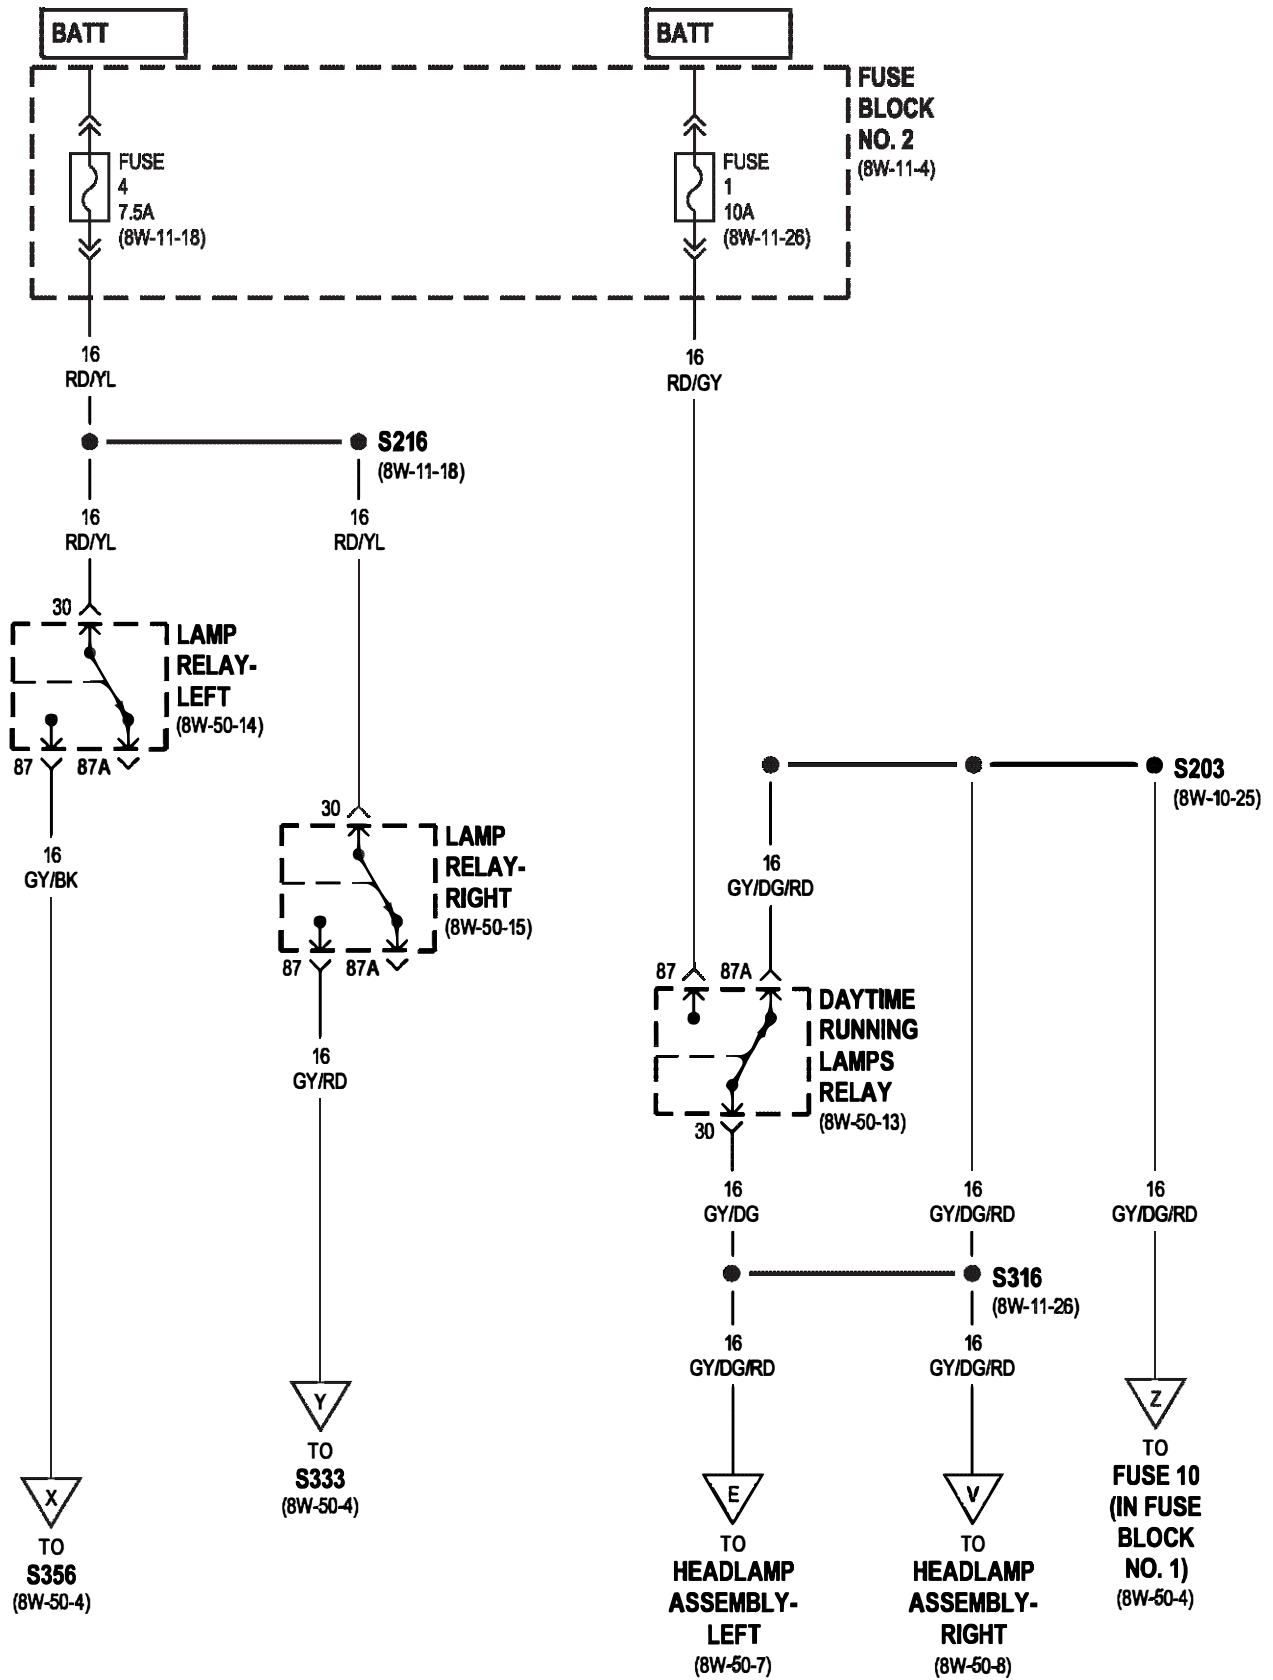 BATT
BATT
FUSE
BLOCK
NO. 2
(8W-11-4)
FUSE
4
7.5A
(8W-11-18)
FUSE
1
10A
(8W-11-26)
16
RD/YL
16
RD/GY
S216
(8W-11-18)
16
RD/YL
16
RD/YL
30
LAMP
RELAY-
LEFT
(8W-50-14)
87
87A
16
GY/BK
30
LAMP
RELAY-
RIGHT
(8W-50-15)
87
87A
16
GY/RD
S203
(8W-10-25)
16
GY/DG/RD
87
87A
DAYTIME
RUNNING
LAMPS
RELAY
(8W-50-13)
30
16
GY/DG
16
GY/DG/RD
16
GY/DG/RD
S316
(8W-11-26)
16
GY/DG/RD
16
GY/DG/RD
X
TO
S356
(8W-50-4)
Y
TO
S333
(8W-50-4)
E
TO
HEADLAMP
ASSEMBLY-
LEFT
(8W-50-7)
V
TO
HEADLAMP
ASSEMBLY-
RIGHT
(8W-50-8)
Z
TO
FUSE 10
(IN FUSE
BLOCK
NO. 1)
(8W-50-4)